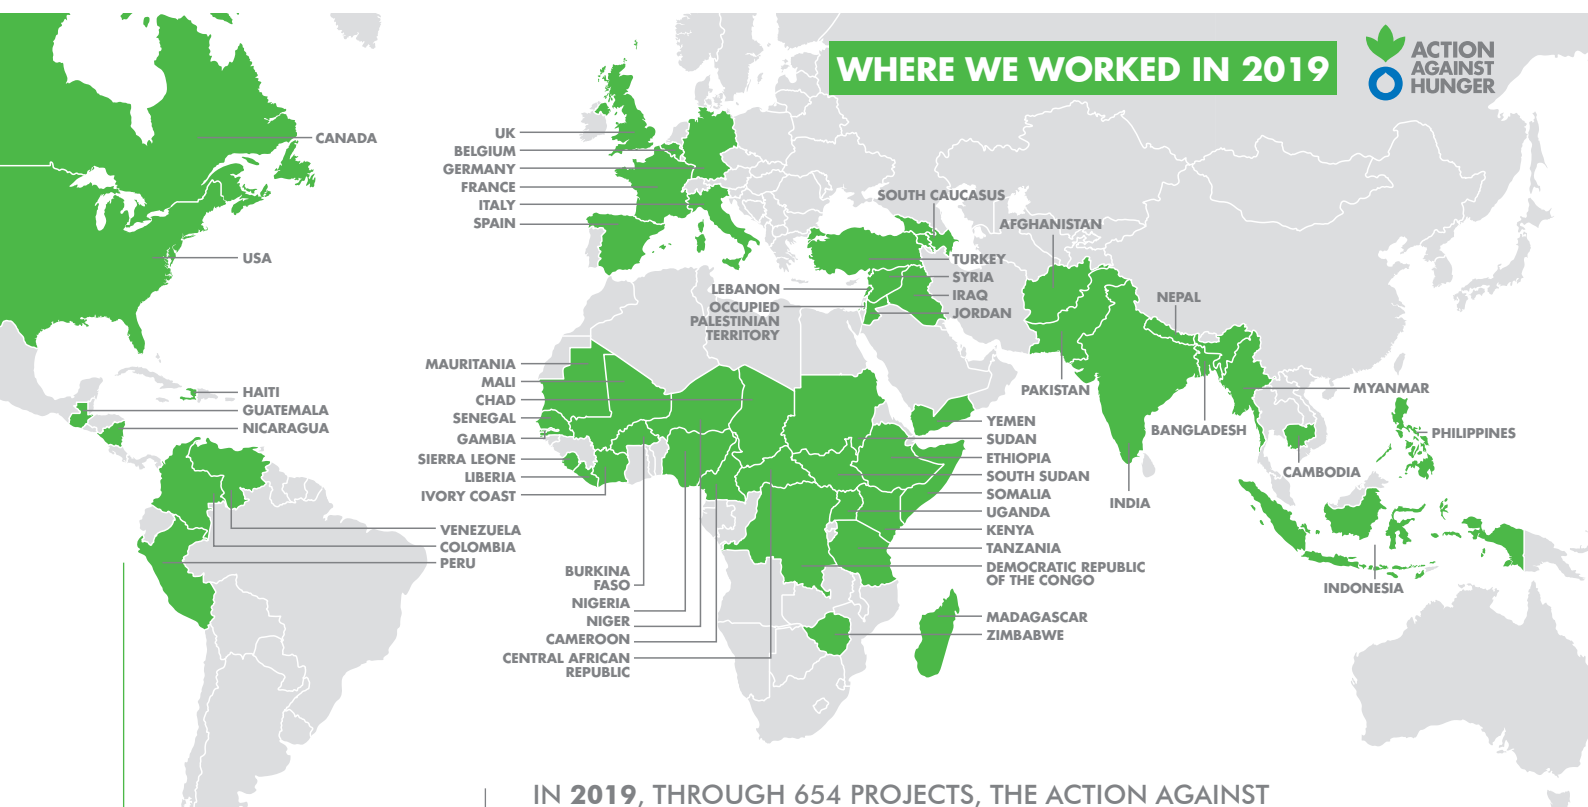 WHERE WE WORKED IN 2019
ACTION
AGAINST
HUNGER
CANADA
USA
HAITI
GUATEMALA
NICARAGUA
VENEZUELA
COLOMBIA
PERU
UK
BELGIUM
GERMANY
FRANCE
ITALY
SPAIN
SOUTH CAUCASUS
AFGHANISTAN
TURKEY
SYRIA
IRAQ
JORDAN
LEBANON
OCCUPIED
PALESTINIAN
TERRITORY
NEPAL
PAKISTAN
BANGLADESH
INDIA
MYANMAR
PHILIPPINES
CAMBODIA
INDONESIA
MAURITANIA
MALI
CHAD
SENEGAL
GAMBIA
SIERRA LEONE
LIBERIA
IVORY COAST
BURKINA
FASO
NIGERIA
NIGER
CAMEROON
CENTRAL AFRICAN
REPUBLIC
YEMEN
SUDAN
ETHIOPIA
SOUTH SUDAN
SOMALIA
UGANDA
KENYA
TANZANIA
DEMOCRATIC REPUBLIC
OF THE CONGO
MADAGASCAR
ZIMBABWE
IN 2019, THROUGH 654 PROJECTS, THE ACTION AGAINST